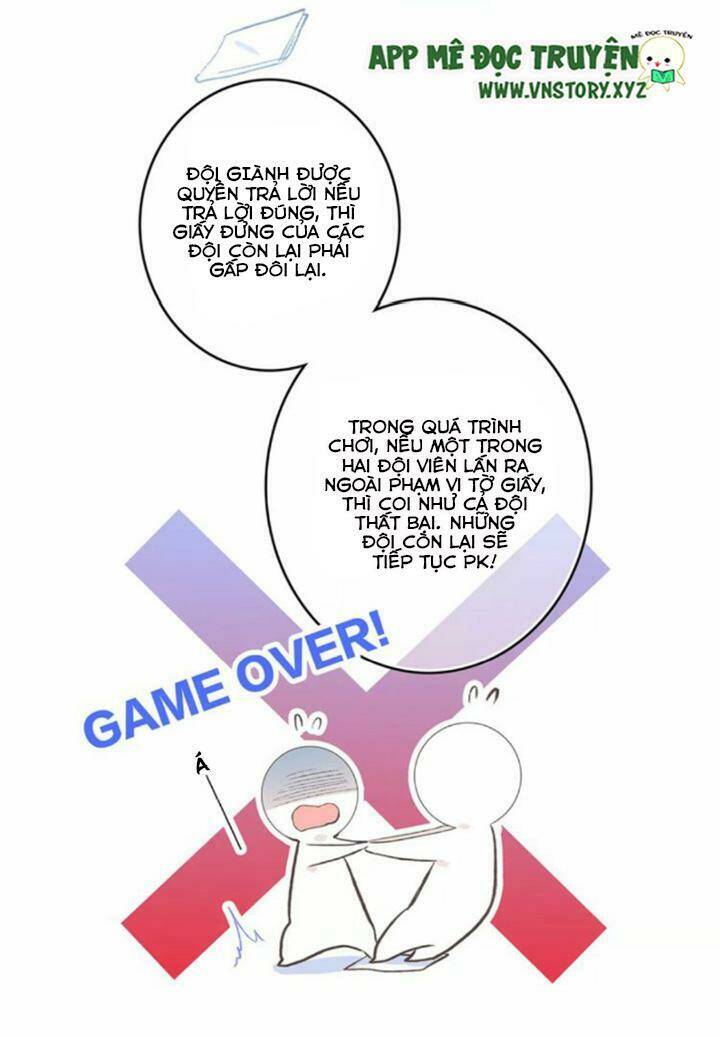 MÊ ĐỌC TRUYỆN
APP MÊ ĐỌC TRUYỆN
WWW.VNSTORY.XYZ
ĐỘI GIÀNH ĐƯỢC
QUYỀN TRẢ LỜI NẾU
TRẢ LỜI ĐÚNG, THÌ
GIẤY ĐỨNG CỦA CÁC
ĐỘI CÒN LẠI PHẢI
GẤP ĐÔI LẠI.
TRONG QUÁ TRÌNH
CHƠI, NẾU MỘT TRONG
HAI ĐỘI VIÊN LẤN RA
NGOÀI PHẠM VI TỜ GIẤY,
THÌ COI NHƯ CẢ ĐỘI
THẤT BẠI. NHỮNG
ĐỘI CÒN LẠI SẼ
TIẾP TỤC PK!
GAME OVER!
Á